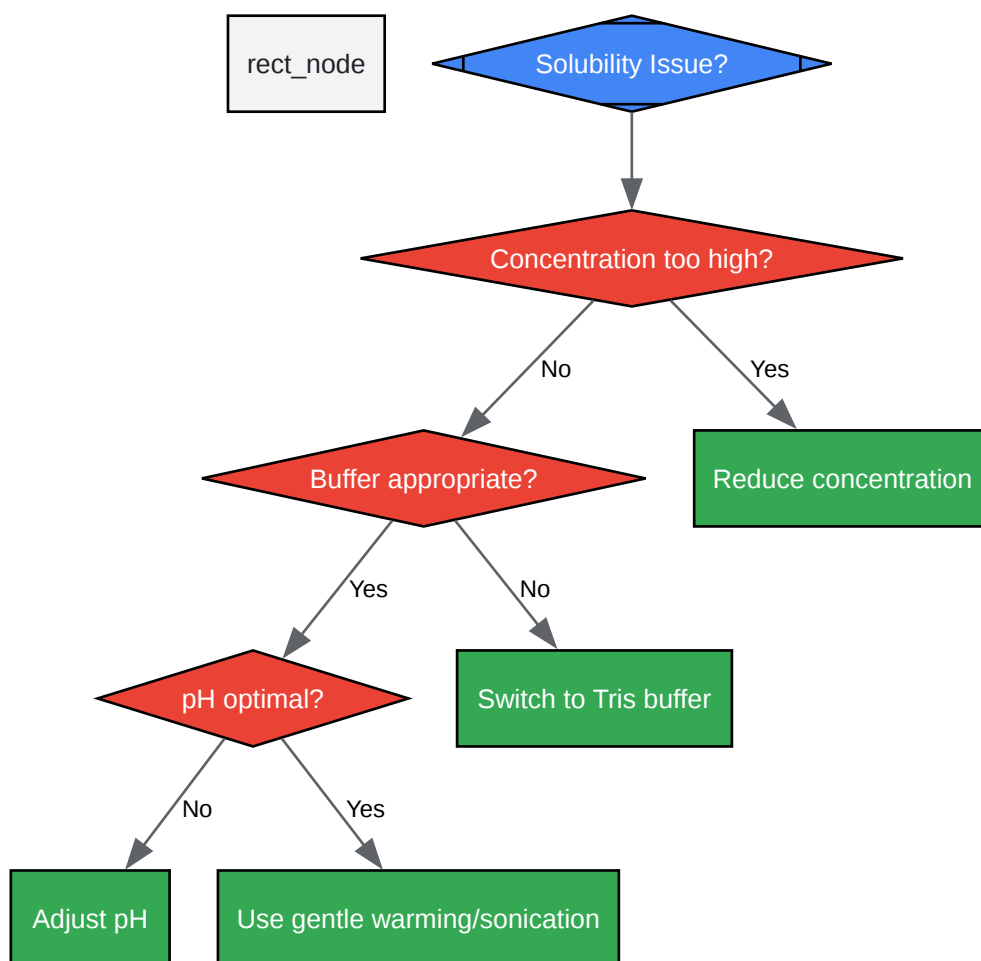 rect_node
Solubility Issue?
Concentration too high?
No
Yes
Buffer appropriate?
Reduce concentration
Yes
No
pH optimal?
Switch to Tris buffer
No
Yes
Adjust pH
Use gentle warming/sonication